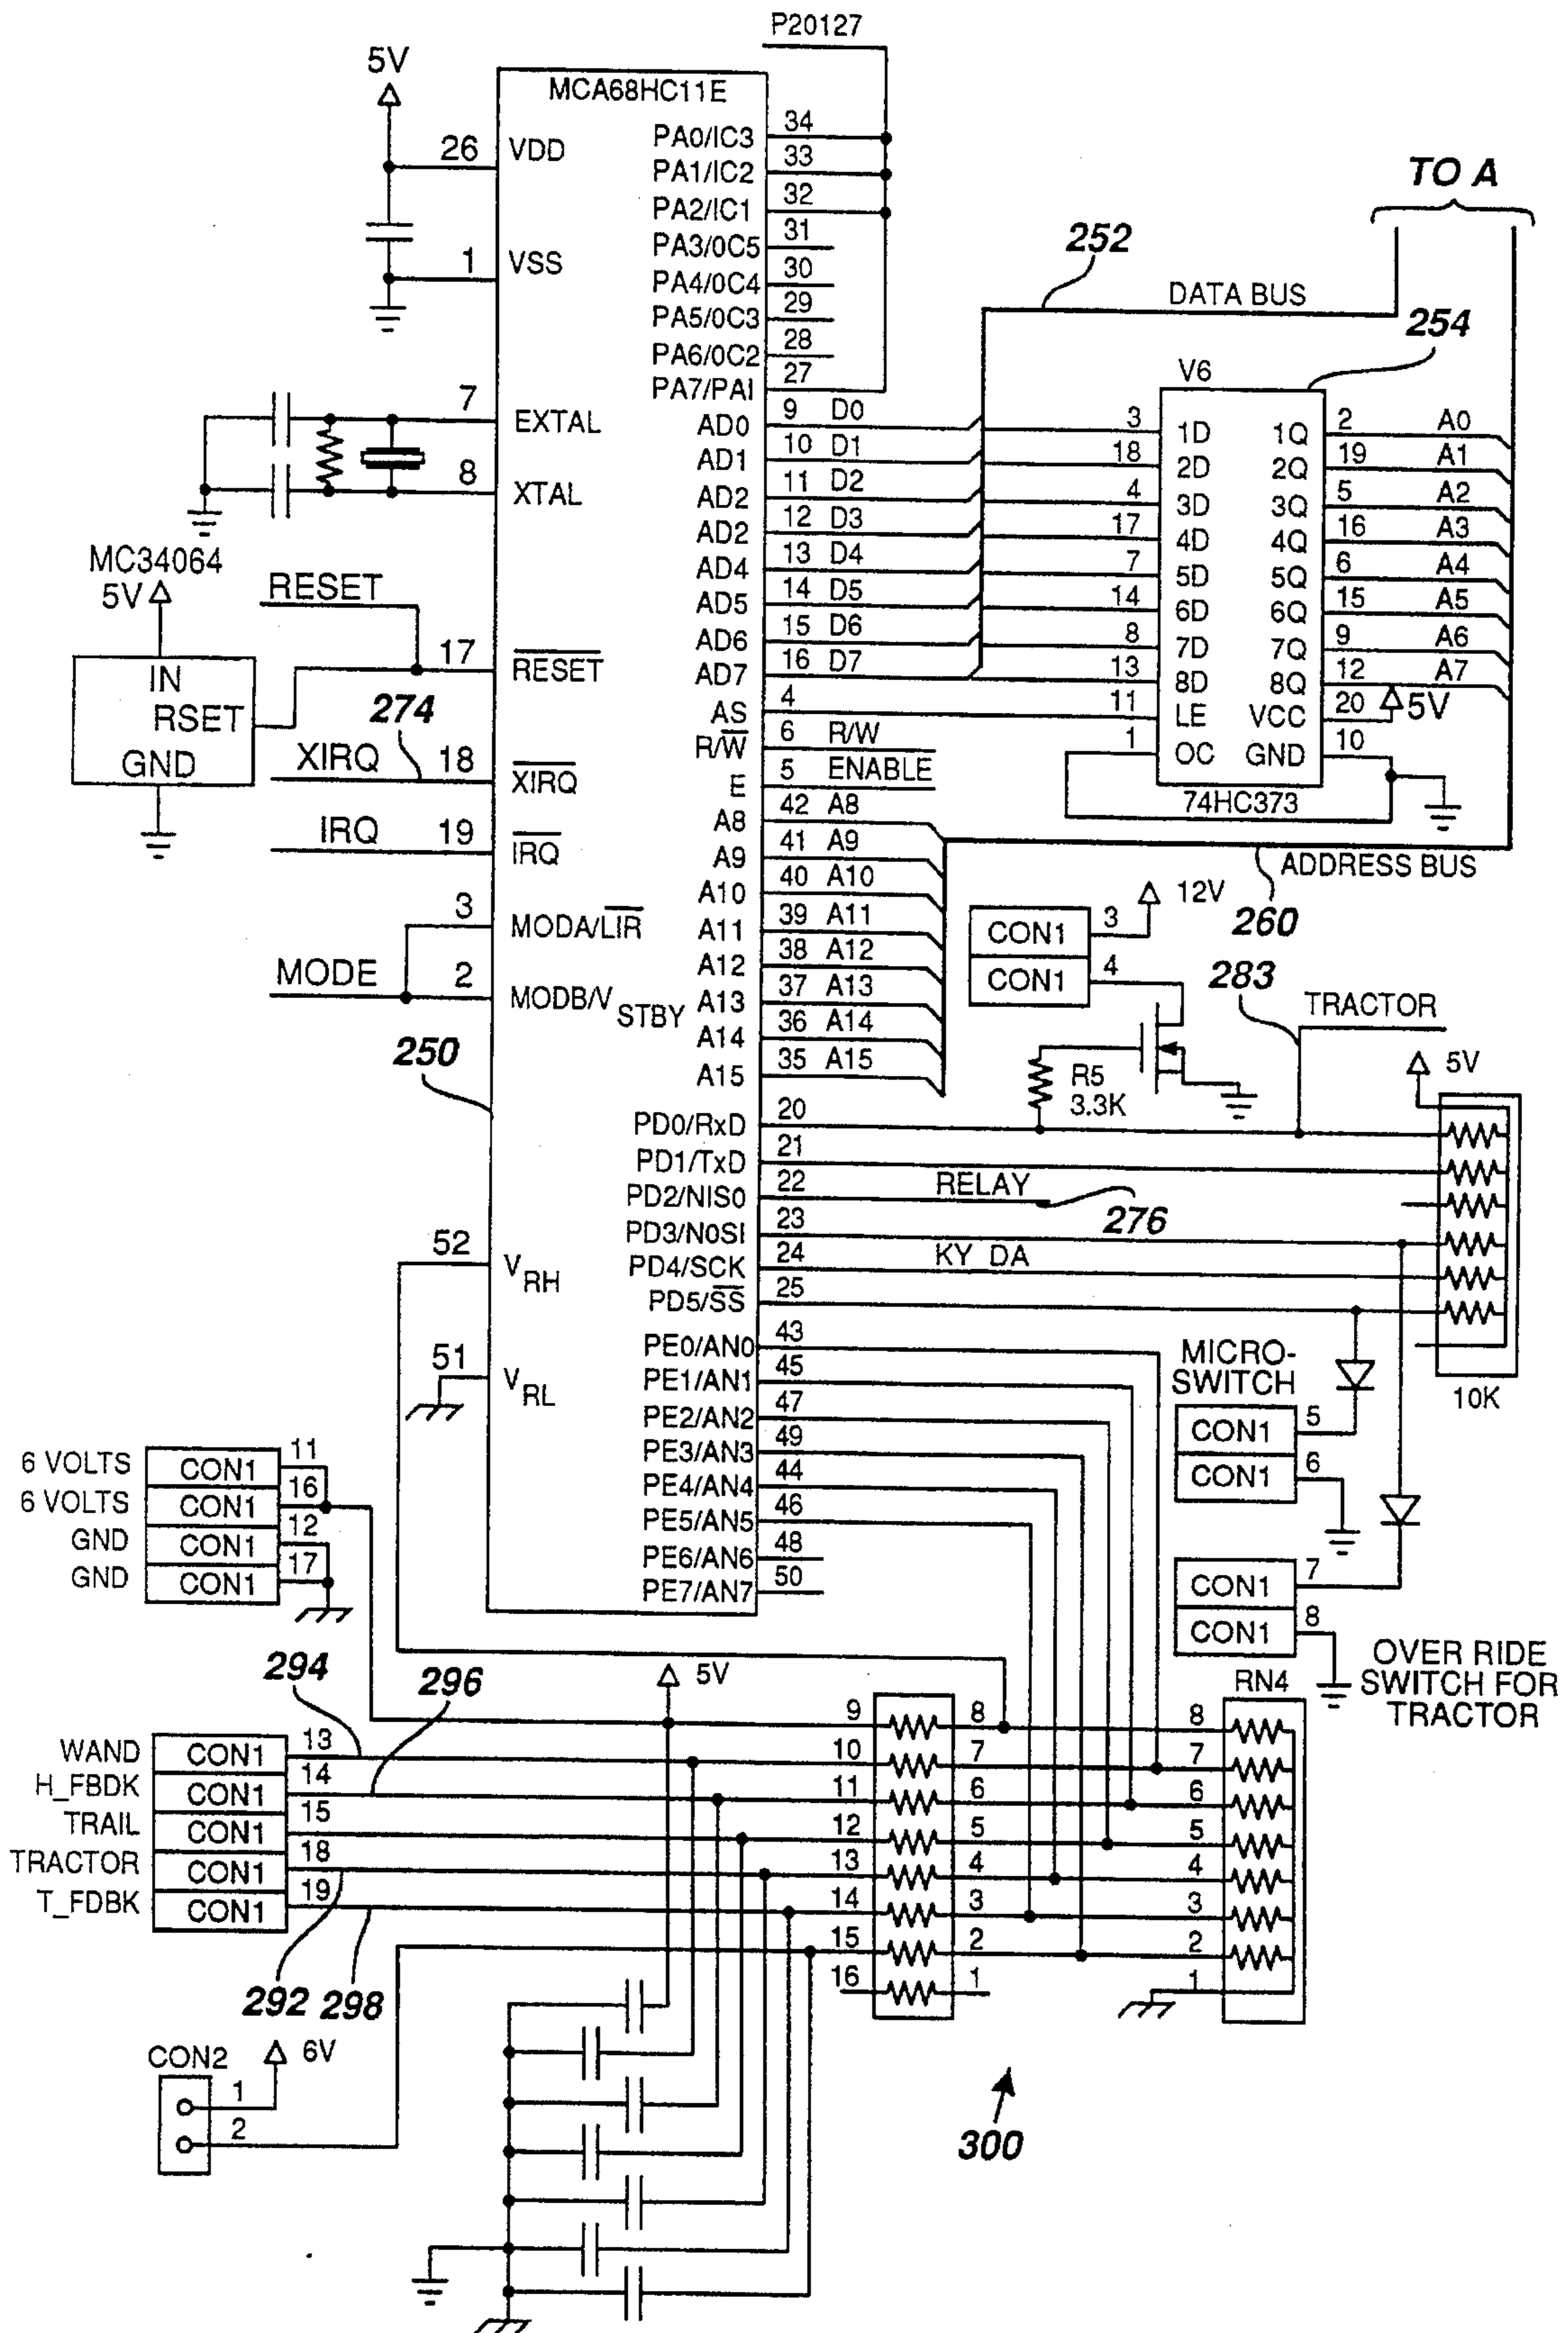 P20127
5V
MCA68HC11E
26 VDD
1 VSS
7 EXTAL
8 XTAL
MC34064
5V
RESET
17 RESET
IN
RSET
GND
274
XIRQ 18 XIRQ
IRQ 19 IRQ
3 MODA/LIR
MODE 2 MODB/V STBY
250
52 VRH
51 VRL
PA0/IC3 34
PA1/IC2 33
PA2/IC1 32
PA3/0C5 31
PA4/0C4 30
PA5/0C3 29
PA6/0C2 28
PA7/PAI 27
AD0 9 D0
AD1 10 D1
AD2 11 D2
AD2 12 D3
AD4 13 D4
AD5 14 D5
AD6 15 D6
AD7 16 D7
AS 4
R/W 6 R/W
E 5 ENABLE
A8 42 A8
A9 41 A9
A10 40 A10
A11 39 A11
A12 38 A12
A13 37 A13
A14 36 A14
A15 35 A15
PD0/RxD 20
PD1/TxD 21
PD2/NIS0 22 RELAY
276
PD3/N0SI 23
PD4/SCK 24 KY DA
PD5/SS 25
PE0/AN0 43
PE1/AN1 45
PE2/AN2 47
PE3/AN3 49
PE4/AN4 44
PE5/AN5 46
PE6/AN6 48
PE7/AN7 50
TO A
252
DATA BUS
254
V6
3 1D 1Q 2 A0
18 2D 2Q 19 A1
4 3D 3Q 5 A2
17 4D 4Q 16 A3
7 5D 5Q 6 A4
14 6D 6Q 15 A5
8 7D 7Q 9 A6
13 8D 8Q 12 A7
11 LE VCC 20 5V
1 OC GND 10
74HC373
ADDRESS BUS
260
12V
CON1 3
CON1 4
283
TRACTOR
R5
3.3K
5V
10K
MICRO-
SWITCH
CON1 5
CON1 6
CON1 7
CON1 8
OVER RIDE
SWITCH FOR
TRACTOR
6 VOLTS CON1 11
6 VOLTS CON1 16
GND CON1 12
GND CON1 17
294
296
5V
RN4
9 8 8
WAND CON1 13 10 7 7
H_FBDK CON1 14 11 6 6
TRAIL CON1 15 12 5 5
TRACTOR CON1 18 13 4 4
T_FDBK CON1 19 14 3 3
15 2 2
16 1 1
292 298
CON2
6V
1
2
300